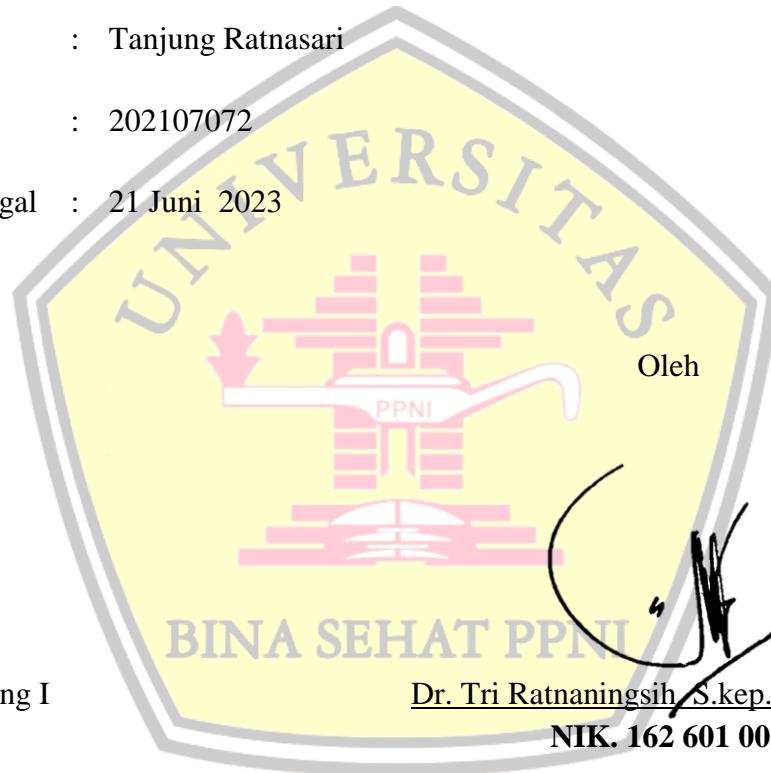 : Tanjung Ratnasari
: 202107072
gal : 21 Juni 2023
UNIVERSITAS
Oleh
PPNI
BINA SEHAT PPNI
ng I Dr. Tri Ratnaningsih, S.kep.
NIK. 162 601 00